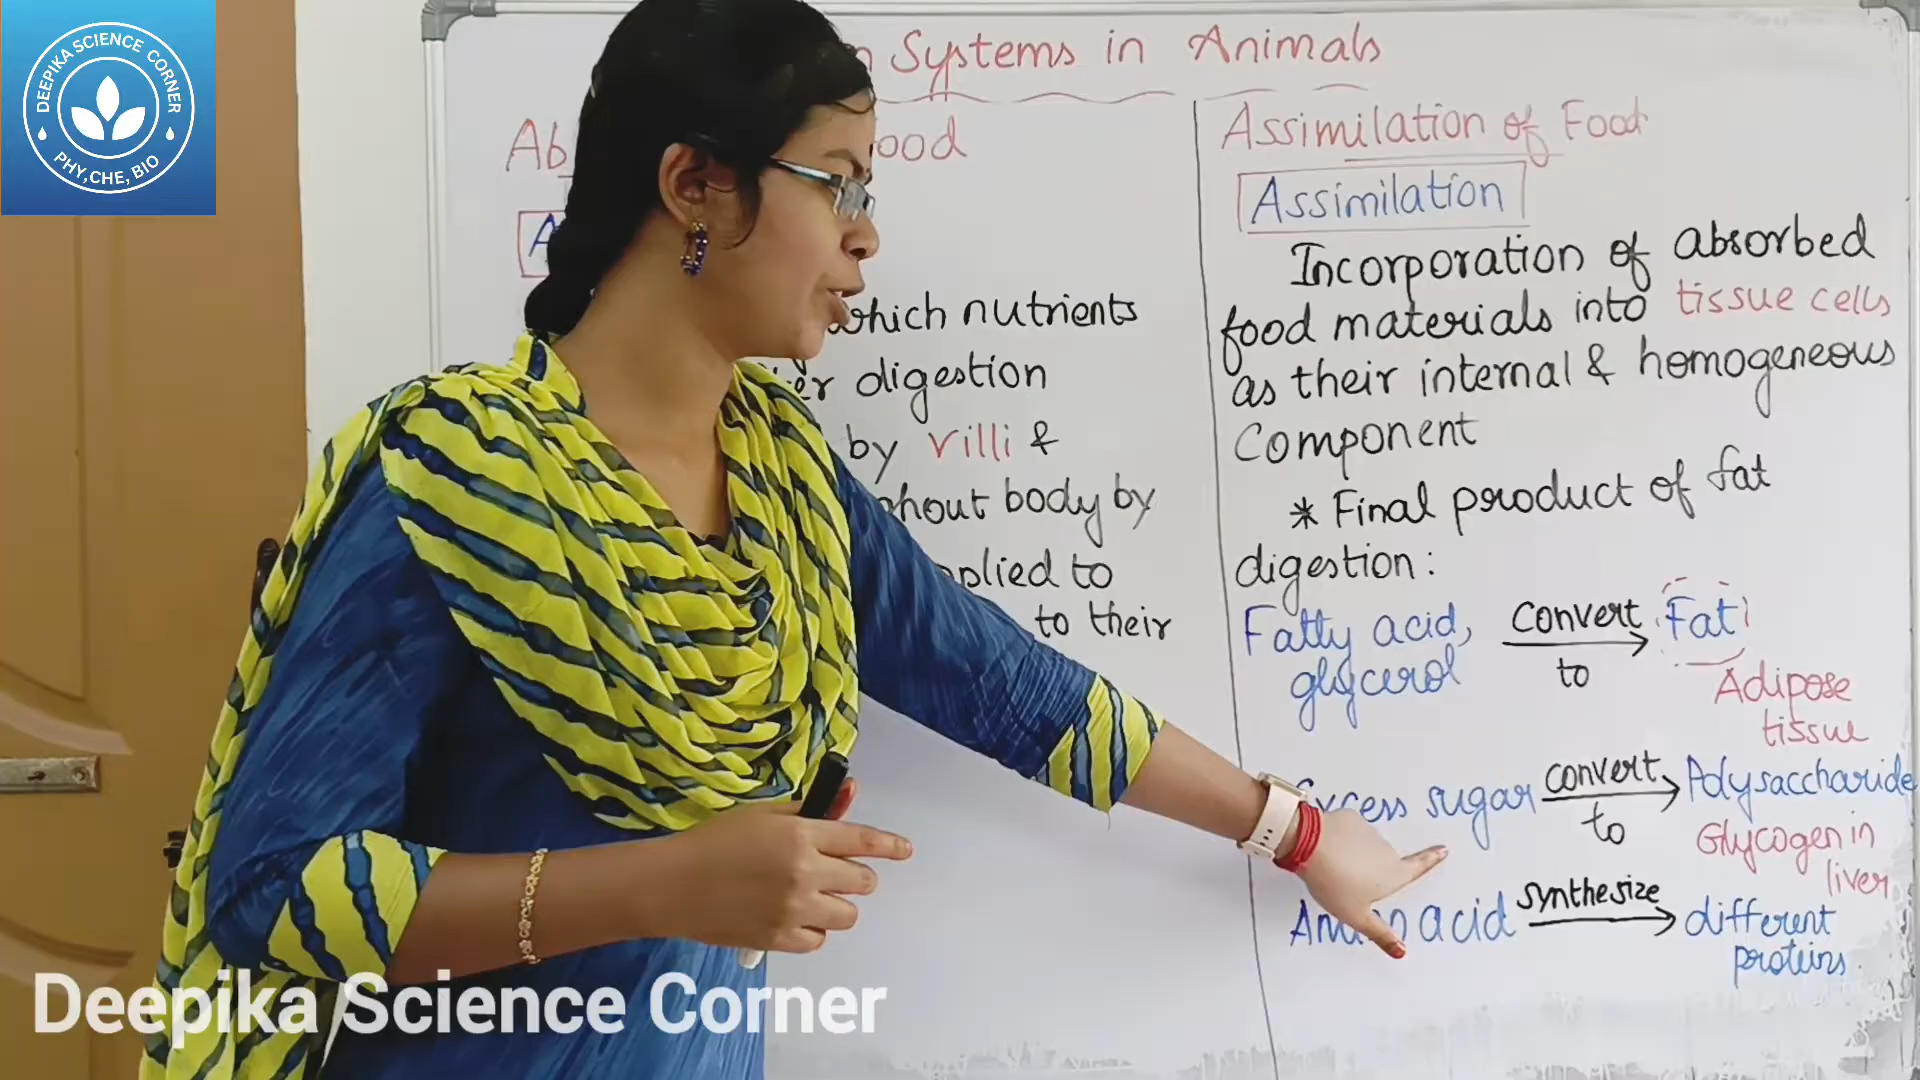 DEEPIKA SCIENCE CORNER
PHY,CHE, BIO
Systems in Animals
ood
which nutrients
digestion
by villi &
hout body by
plied to
to their
Assimilation of Food
Assimilation
Incorporation of absorbed
food materials into tissue cells
as their internal & homogeneous
Component
* Final product of fat
digestion:
Fatty acid, convert Fat
glycerol to
Adipose
tissue
Excess sugar convert Polysaccharide
to Glycogen in
liver
Amino acid synthesize different
proteins
Deepika Science Corner